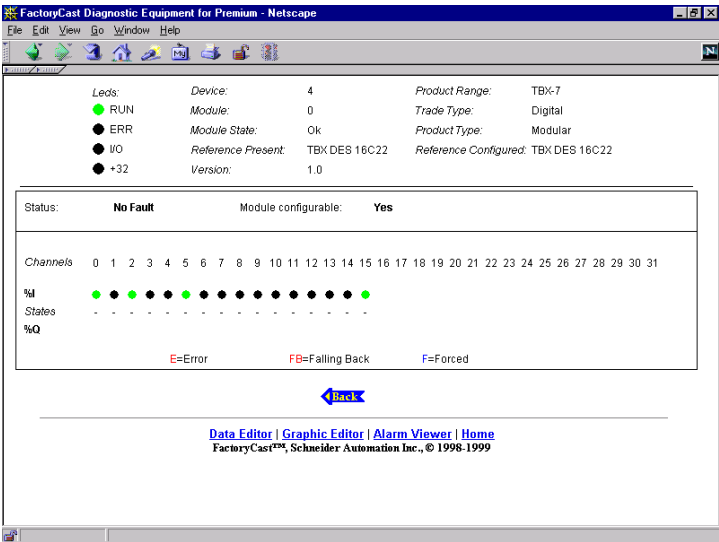 FactoryCast Diagnostic Equipment for Premium - Netscape
File Edit View Go Window Help
My
N
Leds: Device: 4 Product Range: TBX-7
RUN Module: 0 Trade Type: Digital
ERR Module State: Ok Product Type: Modular
I/O Reference Present: TBX DES 16C22 Reference Configured: TBX DES 16C22
+32 Version: 1.0
Status: No Fault Module configurable: Yes
Channels 0 1 2 3 4 5 6 7 8 9 10 11 12 13 14 15 16 17 18 19 20 21 22 23 24 25 26 27 28 29 30 31
%I
States - - - - - - - - - - - - - - - -
%Q
E=Error FB=Falling Back F=Forced
Back
Data Editor | Graphic Editor | Alarm Viewer | Home
FactoryCast™, Schneider Automation Inc., © 1998-1999